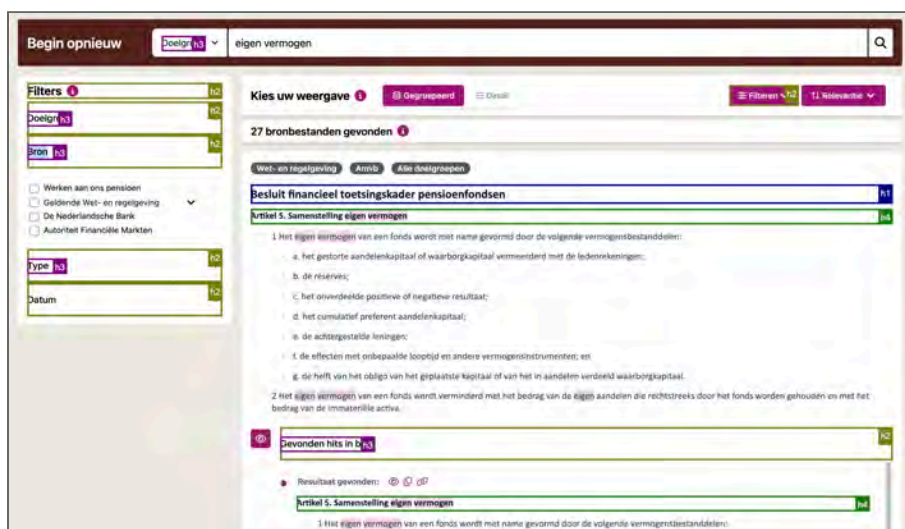 Begin opnieuw
Doelgr h3
eigen vermogen
Filters h2
Doelgr h3 h2
Bron h3 h2
Werken aan ons pensioen
Geldende Wet- en regelgeving
De Nederlandsche Bank
Autoriteit Financiële Markten
Type h3 h2
Datum h2
Kies uw weergave
Gegroepeerd
Detail
Filteren h2
Relevantie
27 bronbestanden gevonden
Wet- en regelgeving
Amvb
Alle doelgroepen
Besluit financieel toetsingskader pensioenfondsen h1
Artikel 5. Samenstelling eigen vermogen h4
1 Het eigen vermogen van een fonds wordt met name gevormd door de volgende vermogensbestanddelen:
a. het gestorte aandelenkapitaal of waarborgkapitaal vermeerderd met de ledenrekeningen;
b. de reserves;
c. het onverdeelde positieve of negatieve resultaat;
d. het cumulatief preferent aandelenkapitaal;
e. de achtergestelde leningen;
f. de effecten met onbepaalde looptijd en andere vermogensinstrumenten; en
g. de helft van het obligo van het geplaatste kapitaal of van het in aandelen verdeeld waarborgkapitaal.
2 Het eigen vermogen van een fonds wordt verminderd met het bedrag van de eigen aandelen die rechtstreeks door het fonds worden gehouden en met het
bedrag van de immateriële activa.
Gevonden hits in b h3 h2
Resultaat gevonden:
Artikel 5. Samenstelling eigen vermogen h4
1 Het eigen vermogen van een fonds wordt met name gevormd door de volgende vermogensbestanddelen: